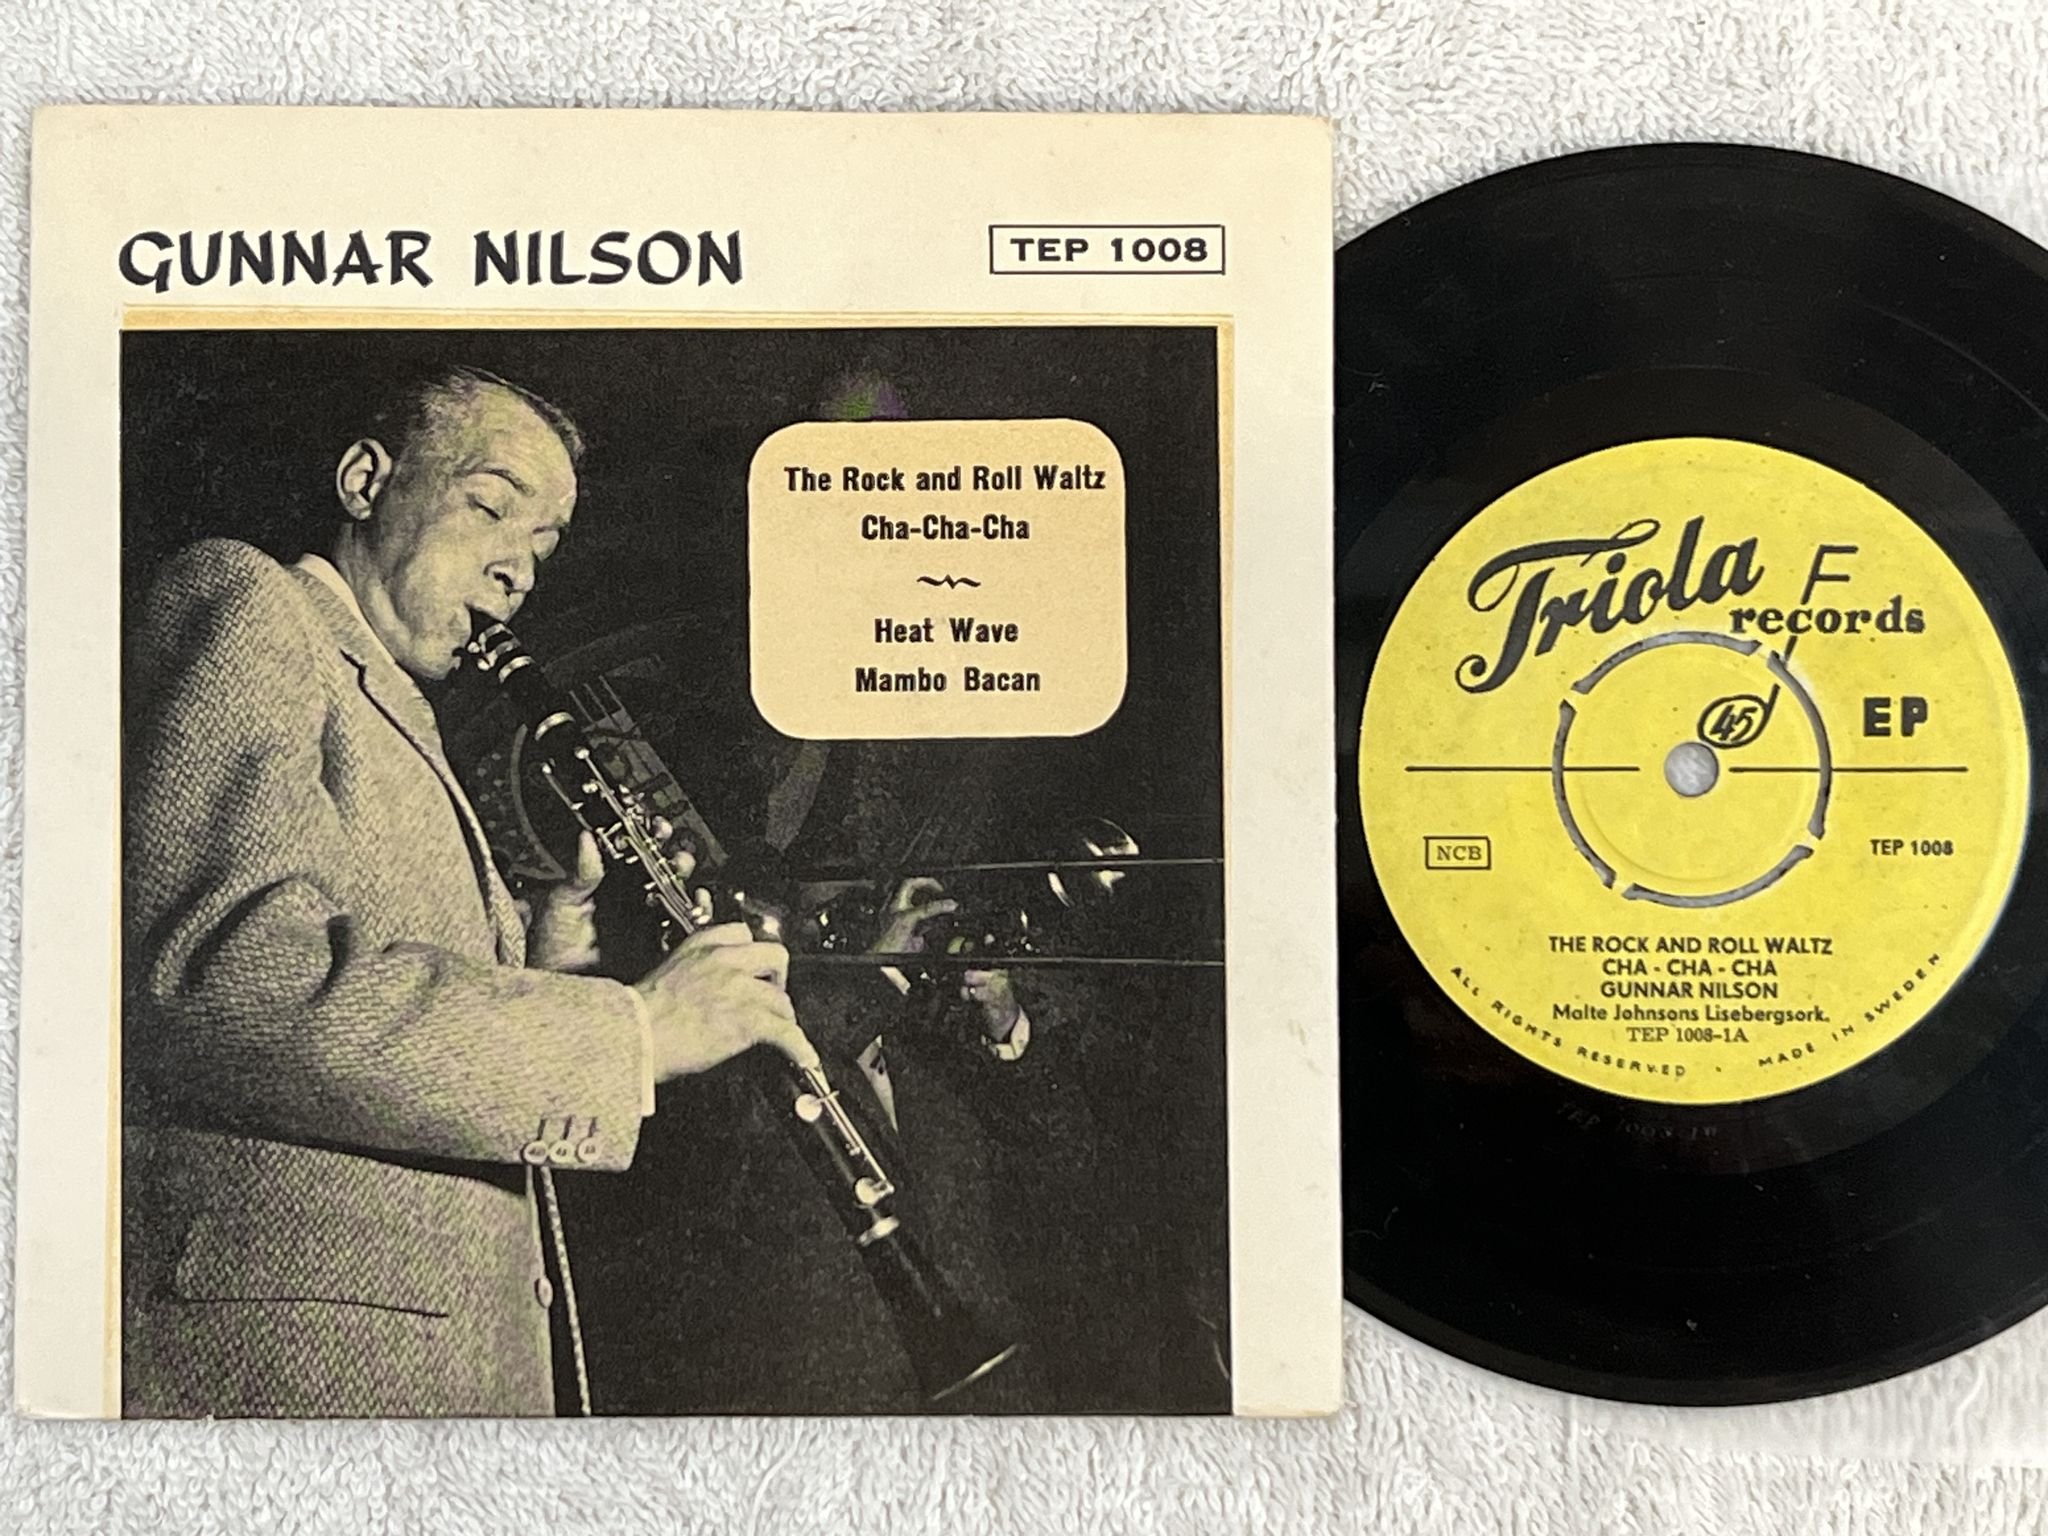 GUNNAR NILSON
TEP 1008
The Rock and Roll Waltz
Cha-Cha-Cha
Heat Wave
Mambo Bacan
Triola
F
records
45
EP
NCB
TEP 1008
THE ROCK AND ROLL WALTZ
CHA - CHA - CHA
GUNNAR NILSON
Malte Johnsons Lisebergsork.
TEP 1008-1A
ALL RIGHTS RESERVED · MADE IN SWEDEN